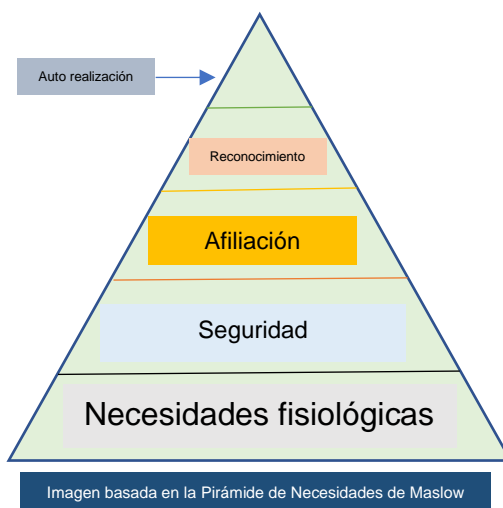 Auto realización
Reconocimiento
Afiliación
Seguridad
Necesidades fisiológicas
Imagen basada en la Pirámide de Necesidades de Maslow